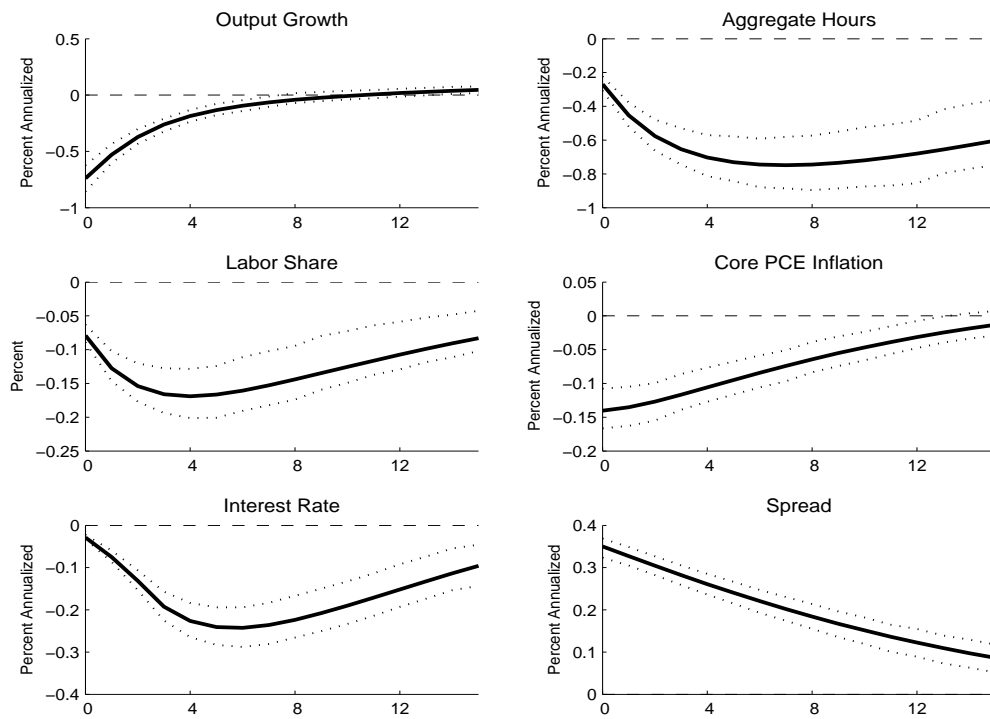 Output Growth
Percent Annualized
0.5
0
−0.5
−1
0 4 8 12
Aggregate Hours
Percent Annualized
0
−0.2
−0.4
−0.6
−0.8
−1
0 4 8 12
Labor Share
Percent
0
−0.05
−0.1
−0.15
−0.2
−0.25
0 4 8 12
Core PCE Inflation
Percent Annualized
0.05
0
−0.05
−0.1
−0.15
−0.2
0 4 8 12
Interest Rate
Percent Annualized
0
−0.1
−0.2
−0.3
−0.4
0 4 8 12
Spread
Percent Annualized
0.4
0.3
0.2
0.1
0
0 4 8 12